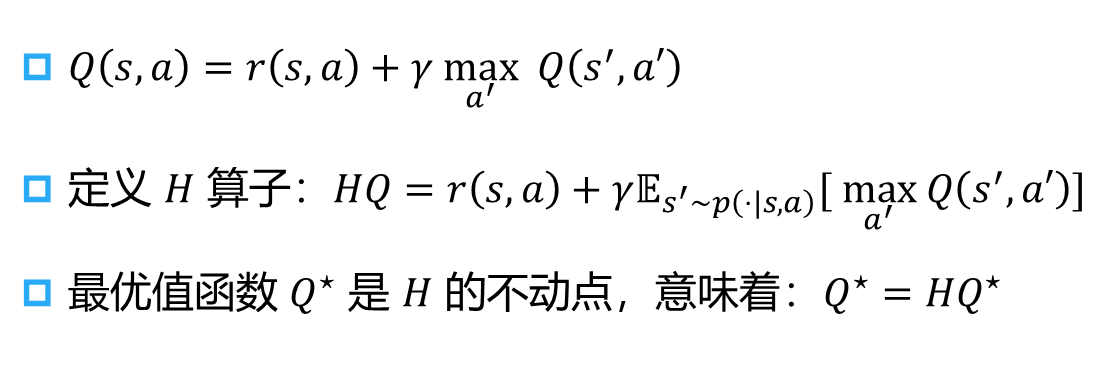 Q(s, a) = r(s, a) + γ max_{a′} Q(s′, a′)
定义 H 算子：HQ = r(s, a) + γ𝔼_{s′~p(·|s,a)}[ max_{a′} Q(s′, a′)]
最优值函数 Q⋆ 是 H 的不动点，意味着：Q⋆ = HQ⋆